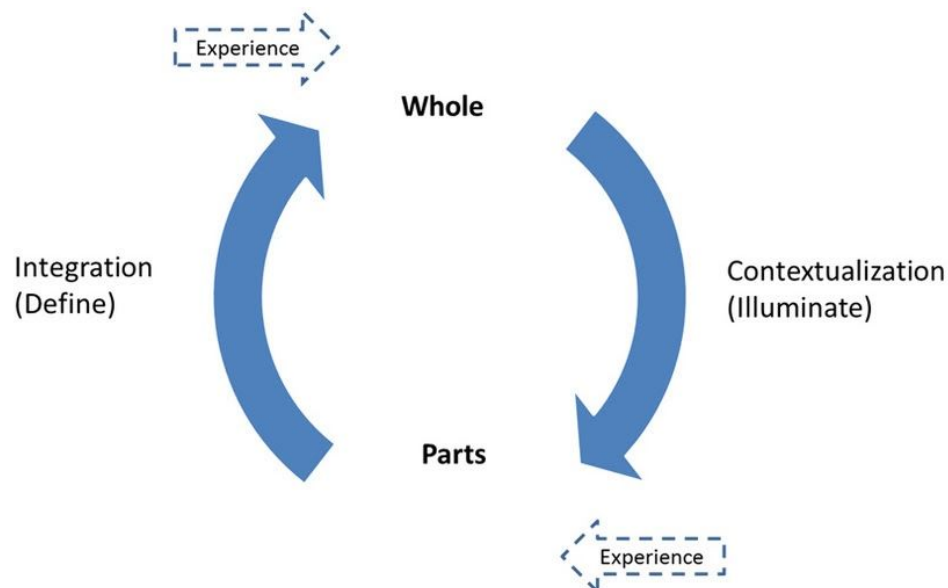 Experience
Whole
Integration
(Define)
Contextualization
(Illuminate)
Parts
Experience